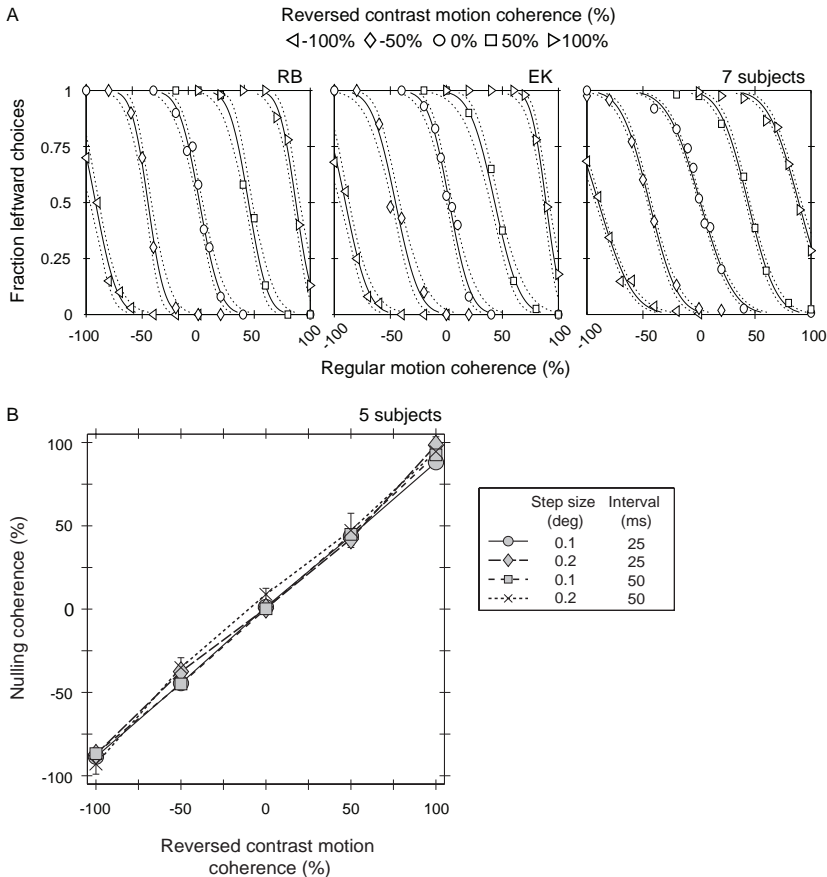 A
Reversed contrast motion coherence (%)
-100% -50% 0% 50% 100%
RB
EK
7 subjects
Fraction leftward choices
1
0.75
0.5
0.25
0
-100 -50 0 50 100
-100 -50 0 50 100
-100 -50 0 50 100
Regular motion coherence (%)
B
5 subjects
Nulling coherence (%)
100
50
0
-50
-100
-100 -50 0 50 100
Reversed contrast motion
coherence (%)
Step size Interval
(deg) (ms)
0.1 25
0.2 25
0.1 50
0.2 50